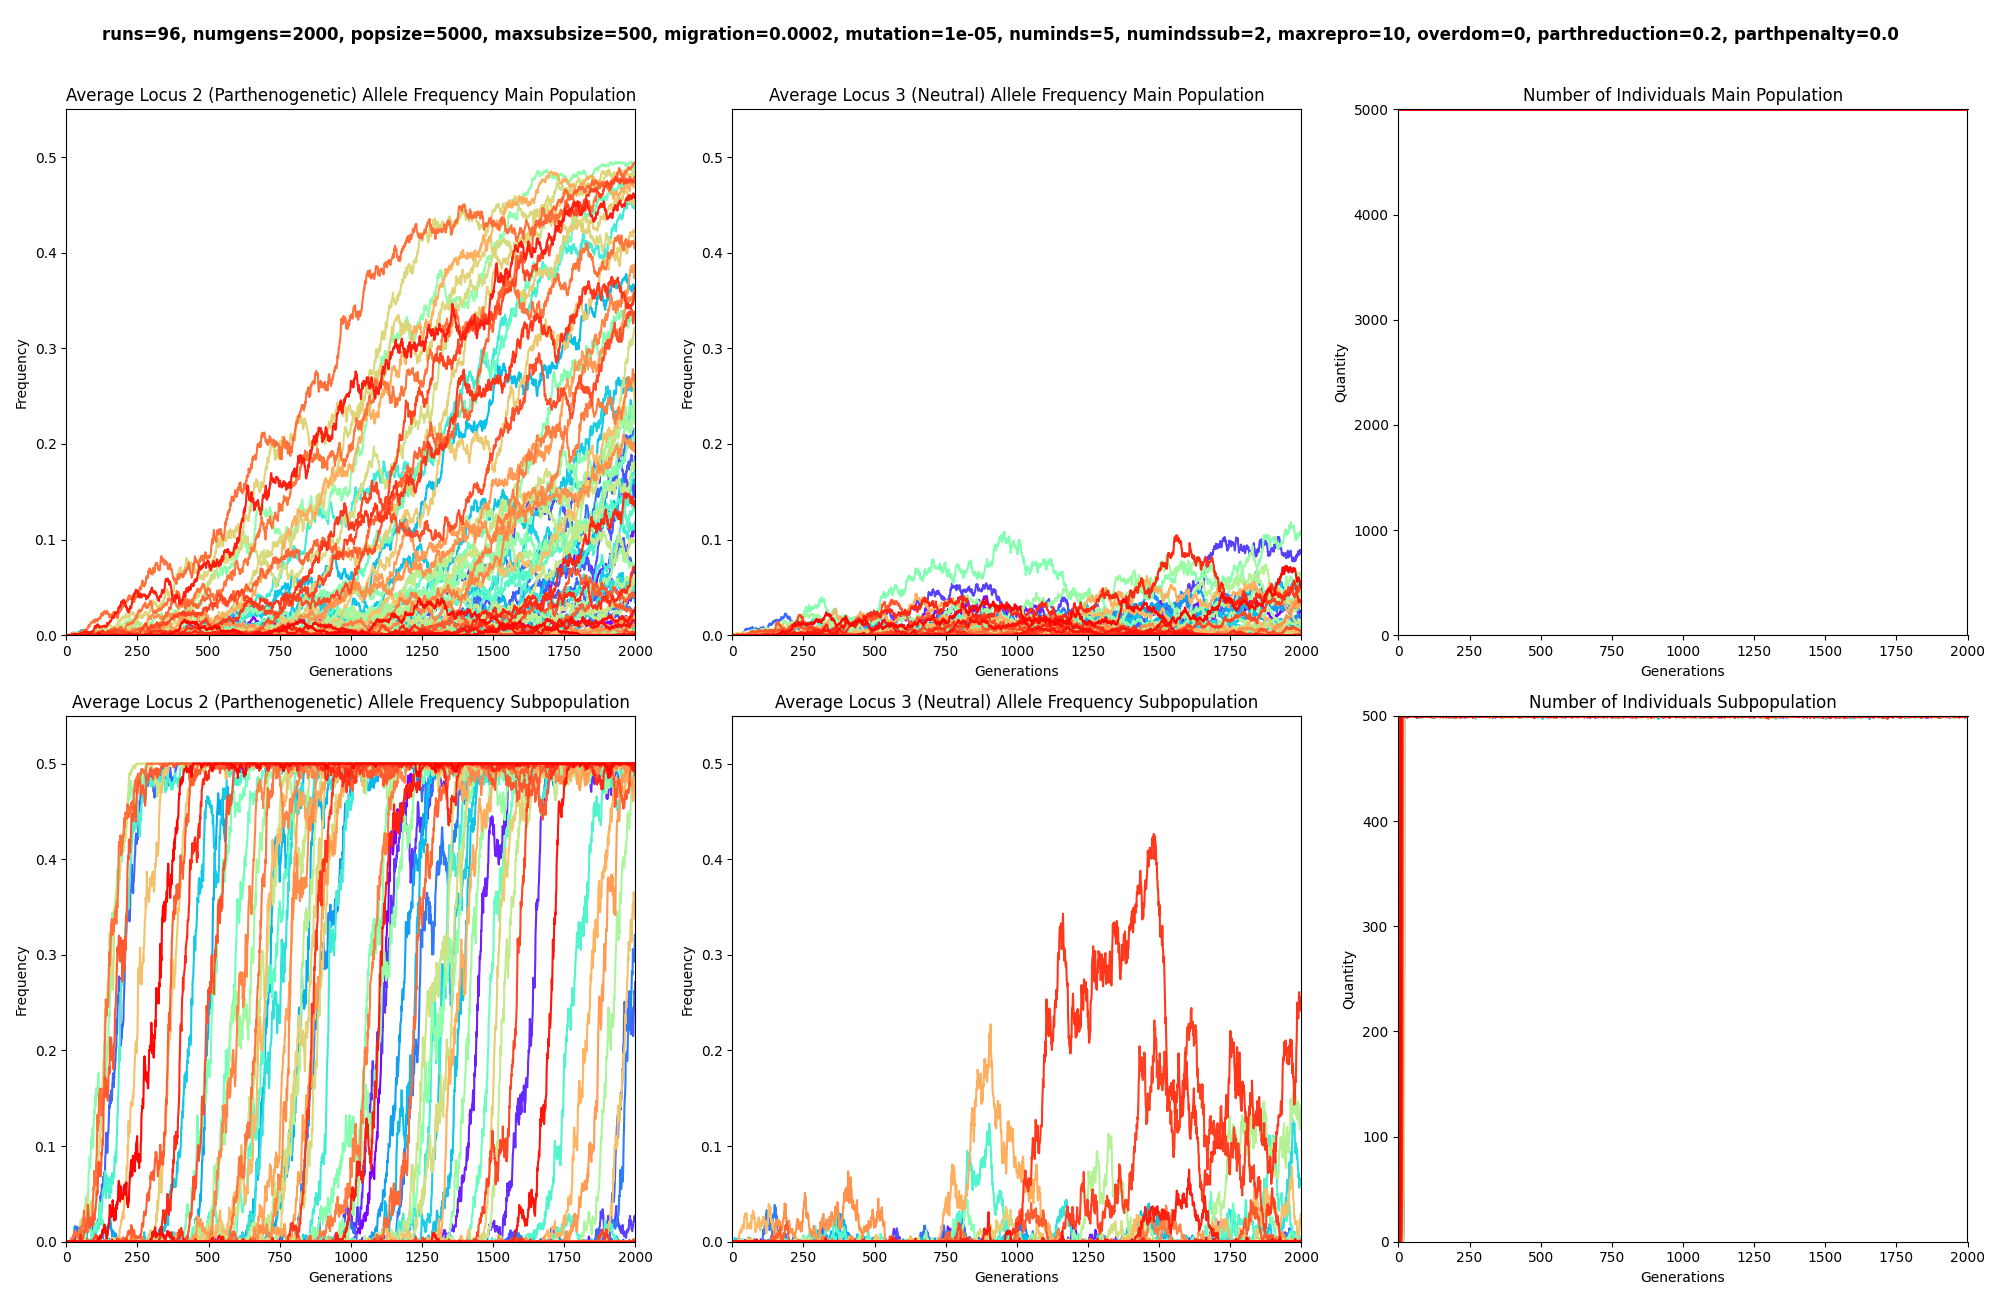 runs=96, numgens=2000, popsize=5000, maxsubsize=500, migration=0.0002, mutation=1e-05, numinds=5, numindssub=2, maxrepro=10, overdom=0, parthreduction=0.2, parthpenalty=0.0
Average Locus 2 (Parthenogenetic) Allele Frequency Main Population
Frequency
0.5
0.4
0.3
0.2
0.1
0.0
0 250 500 750 1000 1250 1500 1750 2000
Generations
Average Locus 3 (Neutral) Allele Frequency Main Population
Frequency
0.5
0.4
0.3
0.2
0.1
0.0
0 250 500 750 1000 1250 1500 1750 2000
Generations
Number of Individuals Main Population
Quantity
5000
4000
3000
2000
1000
0
0 250 500 750 1000 1250 1500 1750 2000
Generations
Average Locus 2 (Parthenogenetic) Allele Frequency Subpopulation
Frequency
0.5
0.4
0.3
0.2
0.1
0.0
0 250 500 750 1000 1250 1500 1750 2000
Generations
Average Locus 3 (Neutral) Allele Frequency Subpopulation
Frequency
0.5
0.4
0.3
0.2
0.1
0.0
0 250 500 750 1000 1250 1500 1750 2000
Generations
Number of Individuals Subpopulation
Quantity
500
400
300
200
100
0
0 250 500 750 1000 1250 1500 1750 2000
Generations